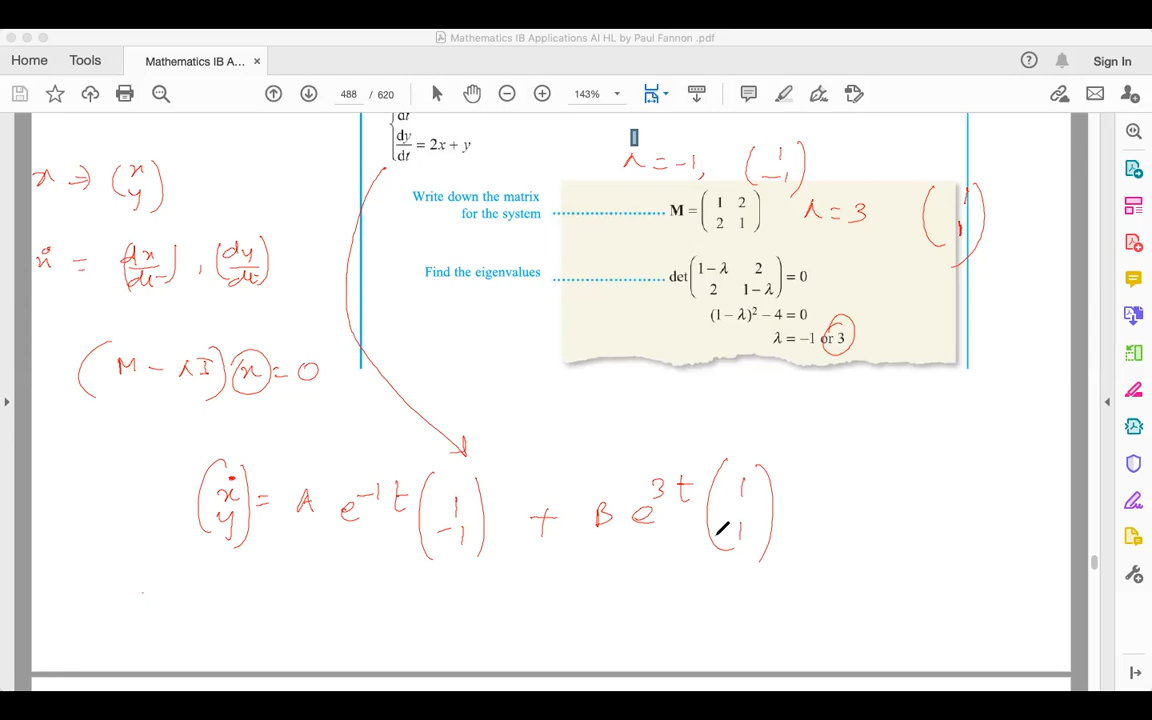 Mathematics IB Applications AI HL by Paul Fannon .pdf
Home Tools Mathematics IB A... × Sign In
488 / 620 143%
dt
dy/dt = 2x + y
λ = -1, (1 -1)
x → (x y)
Write down the matrix for the system M = (1 2 2 1)
λ = 3 (1 1)
ẋ = (dx/dt), (dy/dt)
Find the eigenvalues det(1-λ 2 2 1-λ) = 0
(1-λ)² - 4 = 0
λ = -1 or 3
(M - λI)(x) = 0
(ẋ y) = A e^-1t (1 -1) + B e^3t (1 1)